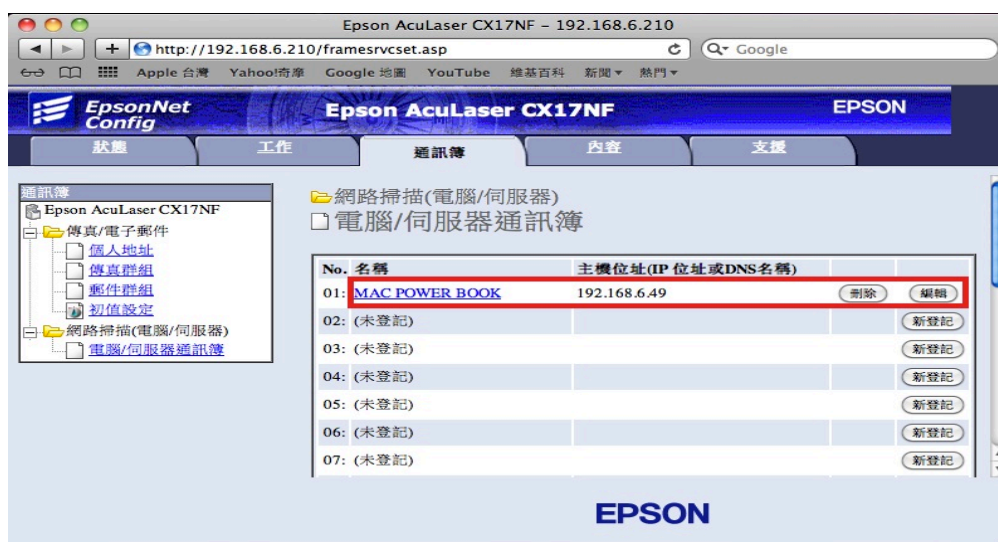 Epson AcuLaser CX17NF – 192.168.6.210
http://192.168.6.210/framesrvcset.asp
Google
Apple 台灣 Yahoo!奇摩 Google 地圖 YouTube 維基百科 新聞 熱門
EpsonNet Config
Epson AcuLaser CX17NF
EPSON
狀態 工作 通訊簿 內容 支援
通訊簿
Epson AcuLaser CX17NF
傳真/電子郵件
個人地址
傳真群組
郵件群組
初值設定
網路掃描(電腦/伺服器)
電腦/伺服器通訊簿
網路掃描(電腦/伺服器)
電腦/伺服器通訊簿
No. 名稱 主機位址(IP 位址或DNS名稱)
01: MAC POWER BOOK 192.168.6.49 刪除 編輯
02: (未登記) 新登記
03: (未登記) 新登記
04: (未登記) 新登記
05: (未登記) 新登記
06: (未登記) 新登記
07: (未登記) 新登記
EPSON